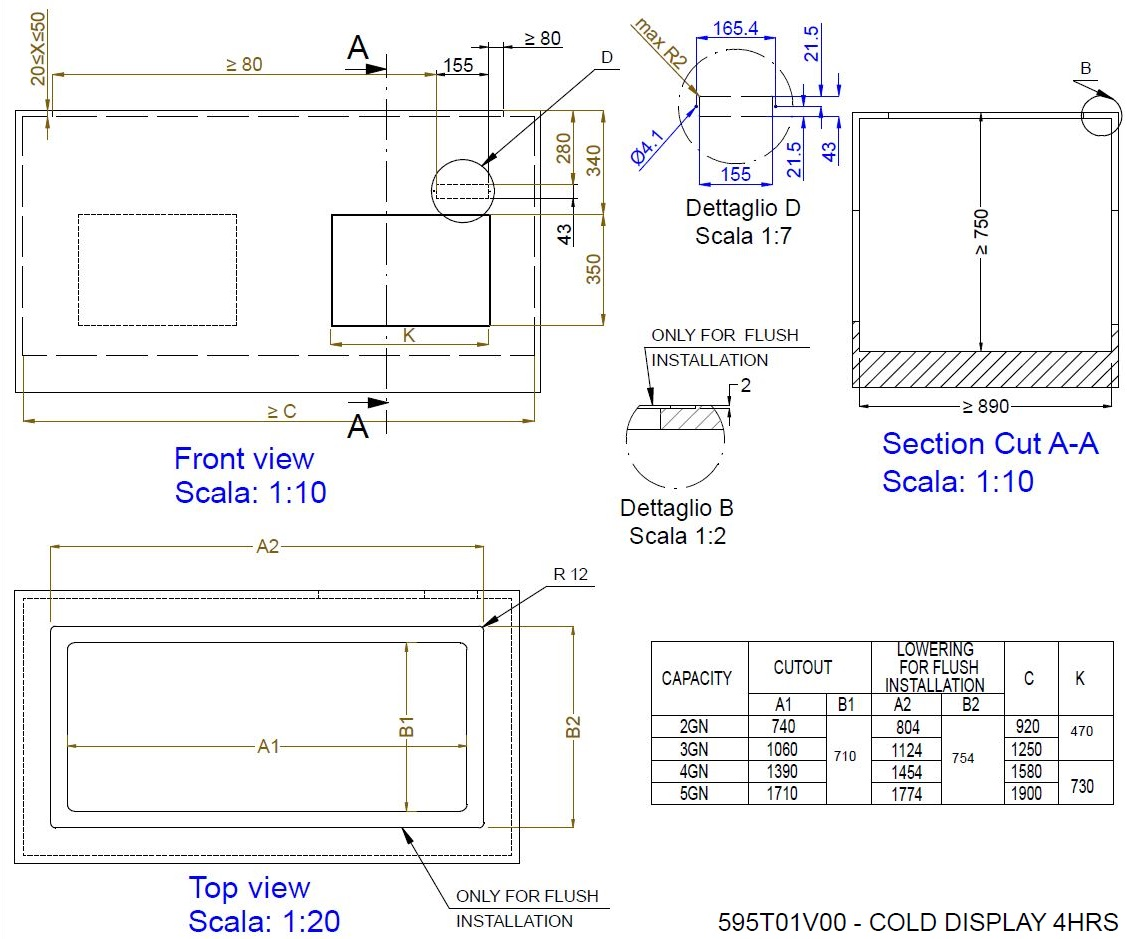 20≤X≤50
A
≥ 80
≥ 80
155
D
280
340
43
350
K
≥ C
A
Front view
Scala: 1:10
165.4
max R2
21.5
Ø4.1
155
21.5
43
Dettaglio D
Scala 1:7
B
≥ 750
≥ 890
Section Cut A-A
Scala: 1:10
ONLY FOR FLUSH
INSTALLATION
2
Dettaglio B
Scala 1:2
A2
R 12
B1
B2
A1
Top view
Scala: 1:20
ONLY FOR FLUSH
INSTALLATION
CAPACITY CUTOUT LOWERING FOR FLUSH INSTALLATION C K
A1 B1 A2 B2
2GN 740 804 920 470
3GN 1060 710 1124 754 1250
4GN 1390 1454 1580 730
5GN 1710 1774 1900
595T01V00 - COLD DISPLAY 4HRS